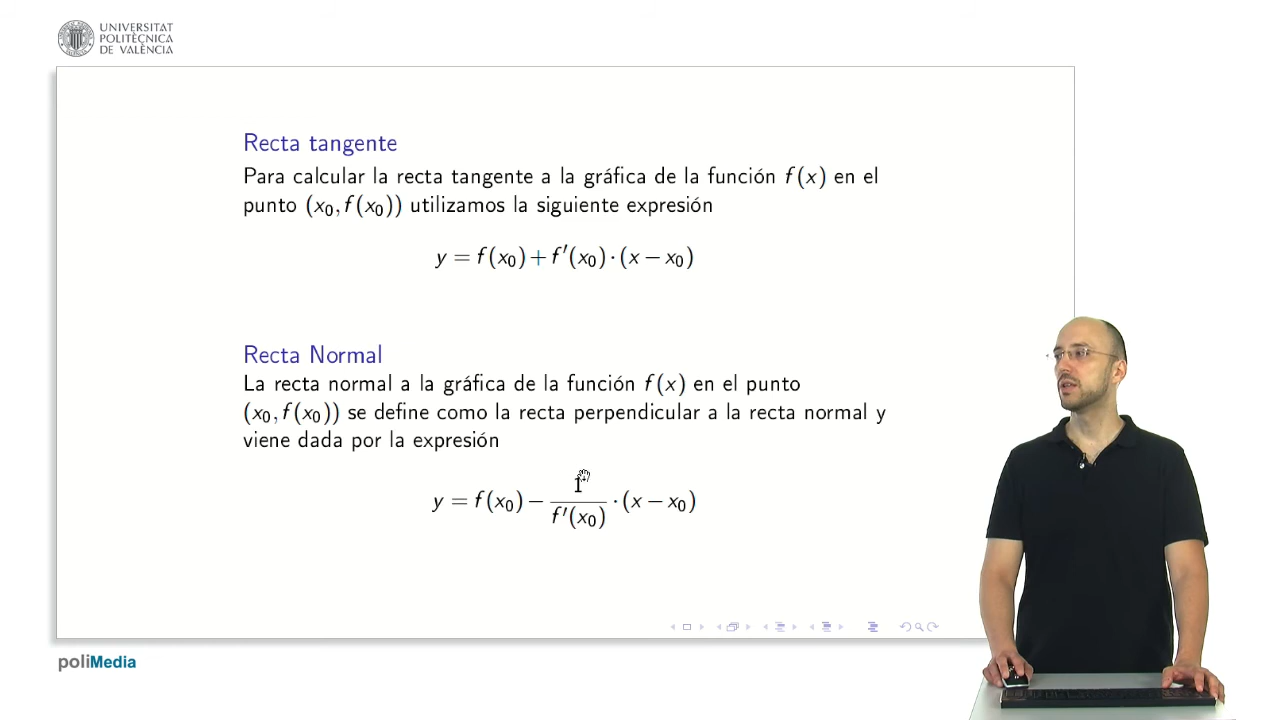 UNIVERSITAT
POLITÈCNICA
DE VALÈNCIA
Recta tangente
Para calcular la recta tangente a la gráfica de la función f(x) en el
punto (x₀, f(x₀)) utilizamos la siguiente expresión
y = f(x₀) + f′(x₀) · (x − x₀)
Recta Normal
La recta normal a la gráfica de la función f(x) en el punto
(x₀, f(x₀)) se define como la recta perpendicular a la recta normal y
viene dada por la expresión
y = f(x₀) − 1/f′(x₀) · (x − x₀)
poliMedia